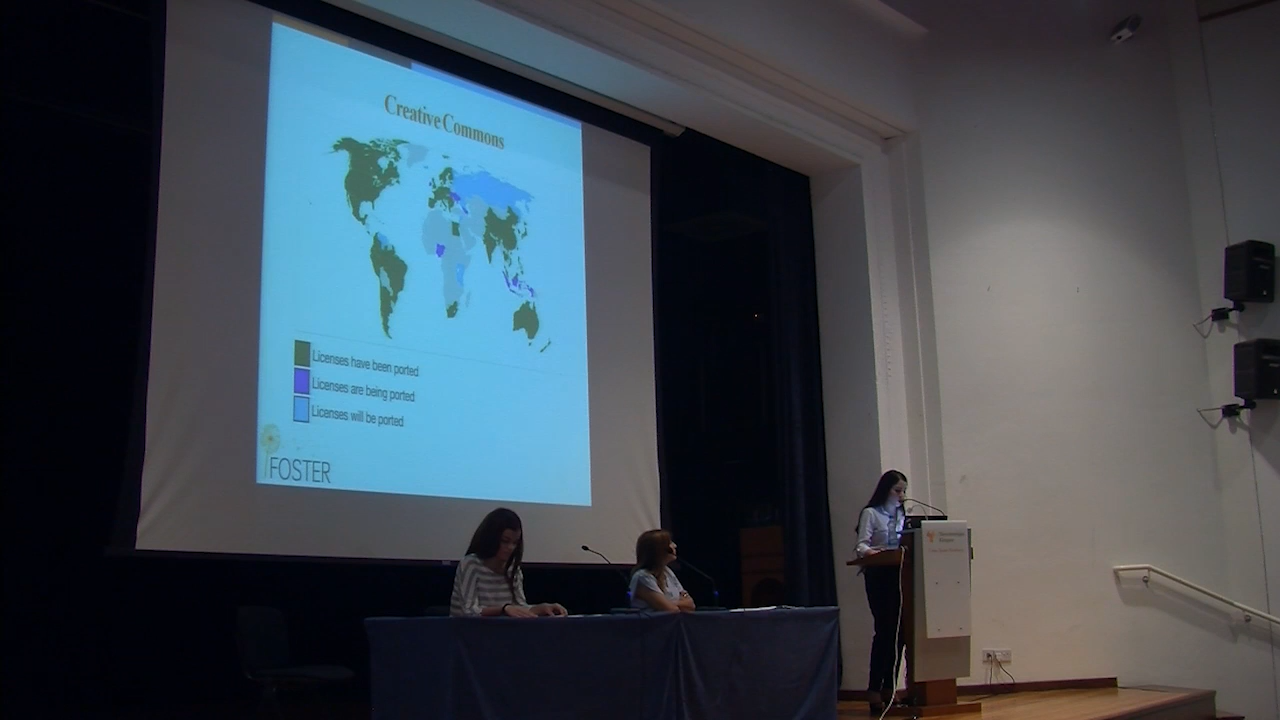 Creative Commons
Licenses have been ported
Licenses are being ported
Licenses will be ported
FOSTER